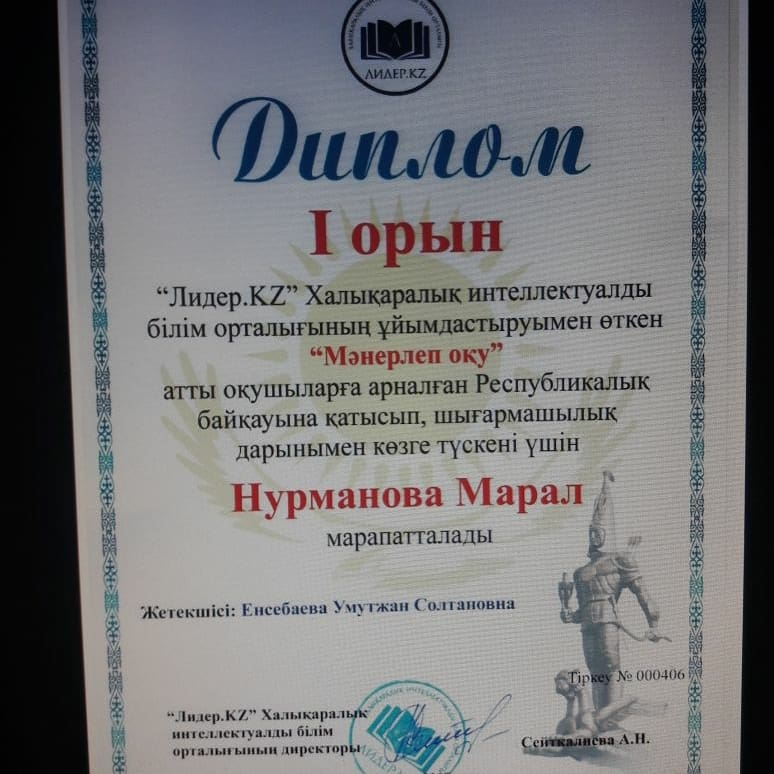 ЛИДЕР.KZ
Диплом
I орын
“Лидер.KZ” Халықаралық интеллектуалды
білім орталығының ұйымдастыруымен өткен
“Мәнерлеп оқу”
атты оқушыларға арналған Республикалық
байқауына қатысып, шығармашылық
дарынымен көзге түскені үшін
Нурманова Марал
марапатталады
Жетекшісі: Енсебаева Умутжан Солтановна
Тіркеу № 000406
“Лидер.KZ” Халықаралық
интеллектуалды білім
орталығының директоры
Сейткалиева А.Н.